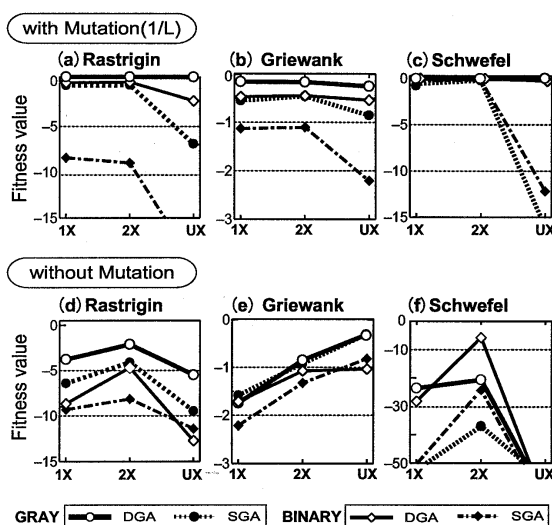 with Mutation(1/L)
(a) Rastrigin (b) Griewank (c) Schwefel
Fitness value
0 0 0
-5 -1 -5
-10 -2 -10
-15 -3 -15
1X 2X UX 1X 2X UX 1X 2X UX
without Mutation
(d) Rastrigin (e) Griewank (f) Schwefel
Fitness value
0 0 0
-5 -1 -10
-10 -2 -30
-15 -3 -50
1X 2X UX 1X 2X UX 1X 2X UX
GRAY DGA SGA BINARY DGA SGA